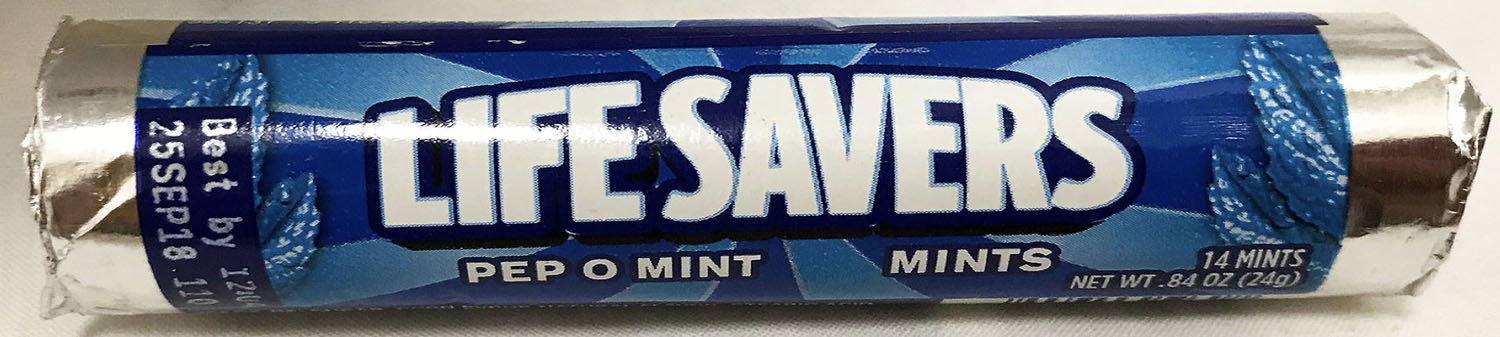 LIFE SAVERS
PEP O MINT MINTS
14 MINTS
NET WT .84 OZ (24g)
Best by
25SEP18